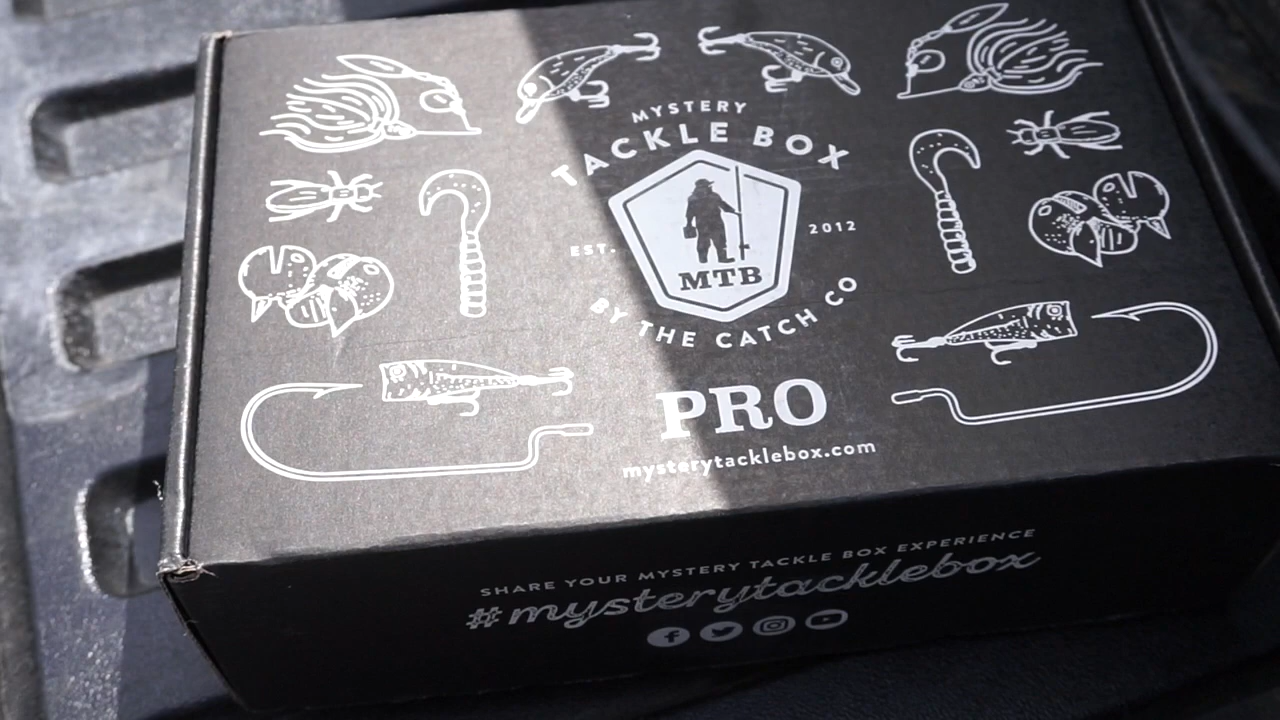 MYSTERY
TACKLE BOX
EST. 2012
MTB
BY THE CATCH CO
PRO
mysterytacklebox.com
SHARE YOUR MYSTERY TACKLE BOX EXPERIENCE
#mysterytacklebox